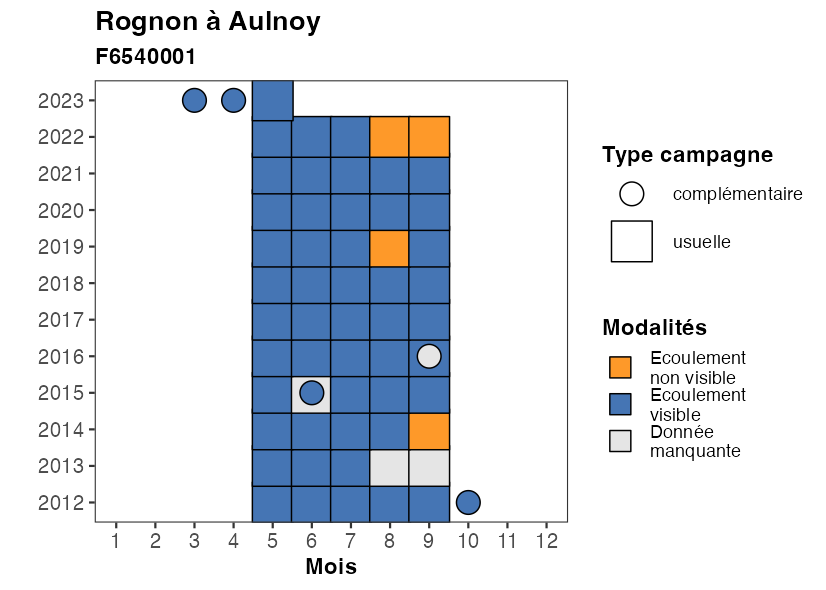 Rognon à Aulnoy
F6540001
2023
2022
2021
2020
2019
2018
2017
2016
2015
2014
2013
2012
1 2 3 4 5 6 7 8 9 10 11 12
Mois
Type campagne
complémentaire
usuelle
Modalités
Ecoulement
non visible
Ecoulement
visible
Donnée
manquante